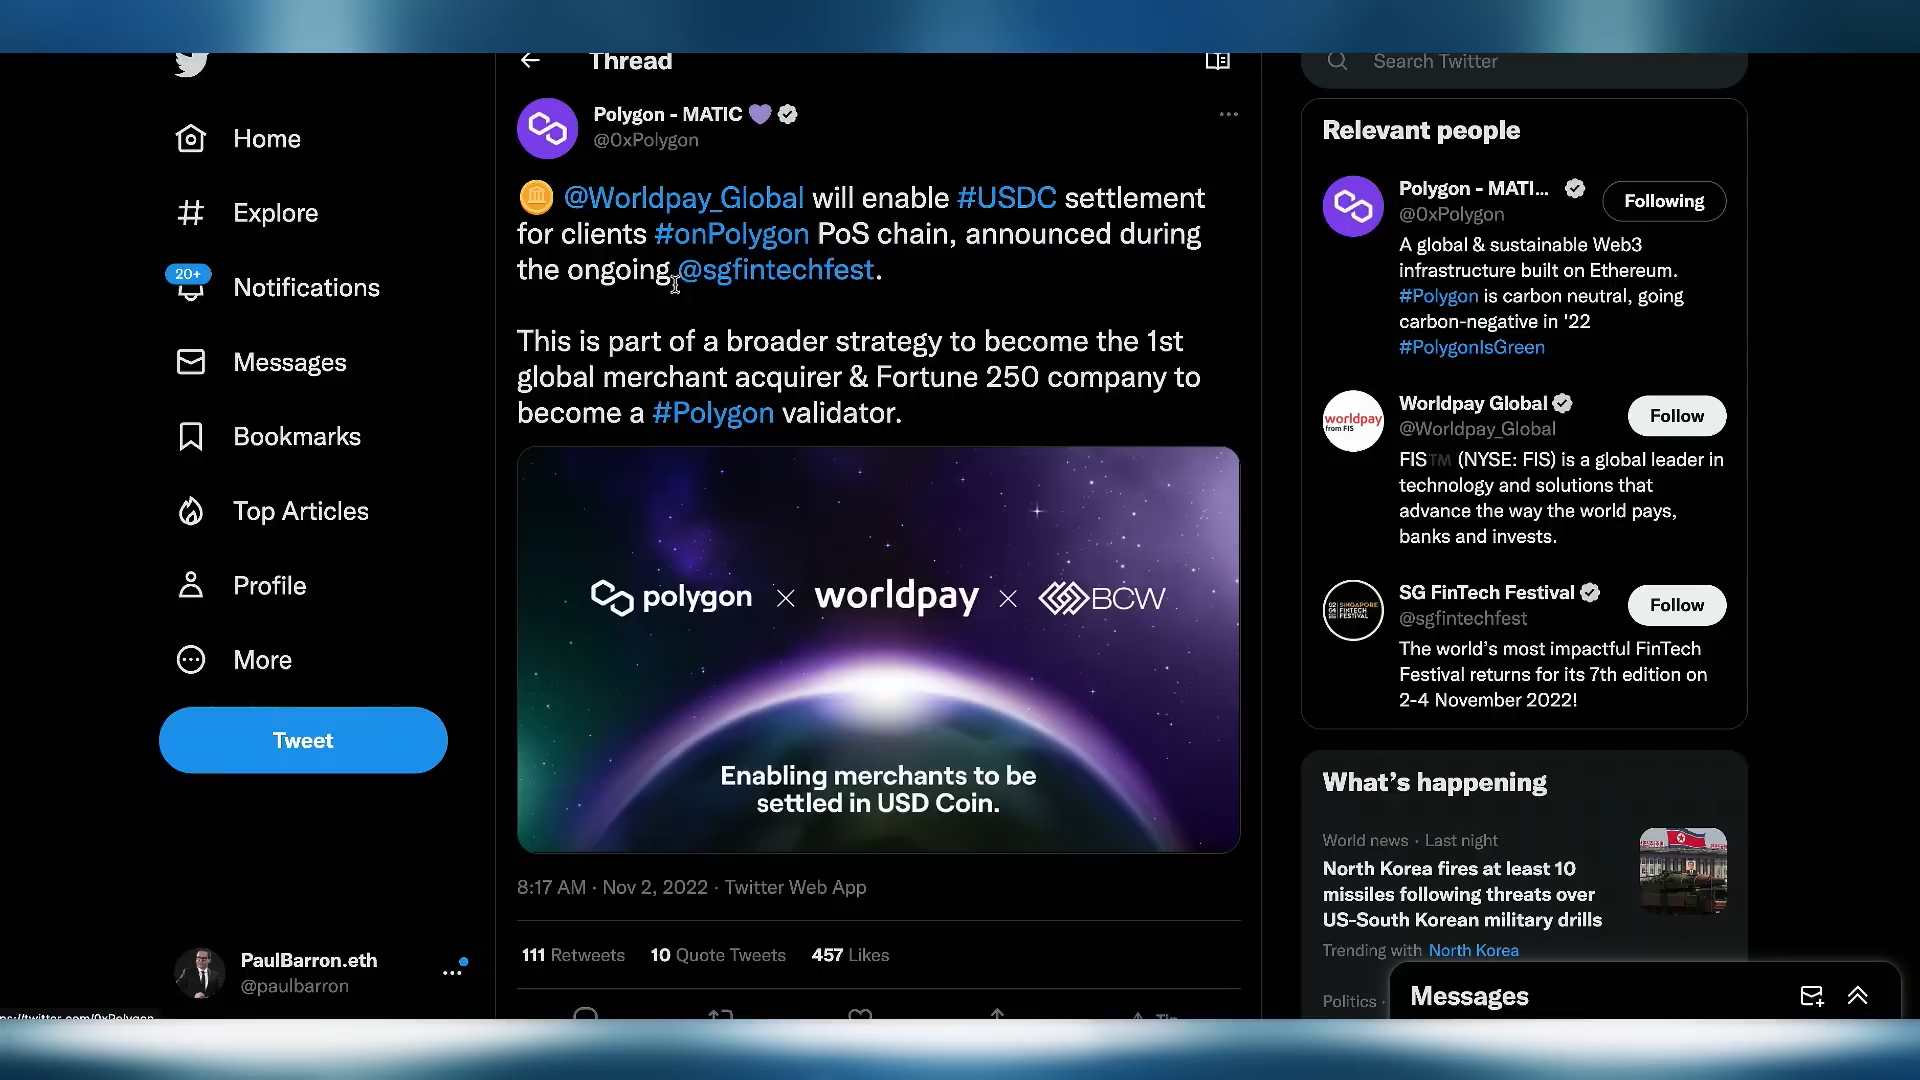 Thread
Search Twitter
Home
Explore
20+
Notifications
Messages
Bookmarks
Top Articles
Profile
More
Tweet
PaulBarron.eth
@paulbarron
Polygon - MATIC 💜
@0xPolygon
@Worldpay_Global will enable #USDC settlement
for clients #onPolygon PoS chain, announced during
the ongoing @sgfintechfest.
This is part of a broader strategy to become the 1st
global merchant acquirer & Fortune 250 company to
become a #Polygon validator.
polygon × worldpay × BCW
Enabling merchants to be
settled in USD Coin.
8:17 AM · Nov 2, 2022 · Twitter Web App
111 Retweets 10 Quote Tweets 457 Likes
Relevant people
Polygon - MATI...
@0xPolygon
Following
A global & sustainable Web3
infrastructure built on Ethereum.
#Polygon is carbon neutral, going
carbon-negative in '22
#PolygonIsGreen
worldpay
from FIS
Worldpay Global
@Worldpay_Global
Follow
FIS™ (NYSE: FIS) is a global leader in
technology and solutions that
advance the way the world pays,
banks and invests.
SINGAPORE
FINTECH
FESTIVAL
SG FinTech Festival
@sgfintechfest
Follow
The world's most impactful FinTech
Festival returns for its 7th edition on
2-4 November 2022!
What's happening
World news · Last night
North Korea fires at least 10
missiles following threats over
US-South Korean military drills
Trending with North Korea
Politics ·
Messages